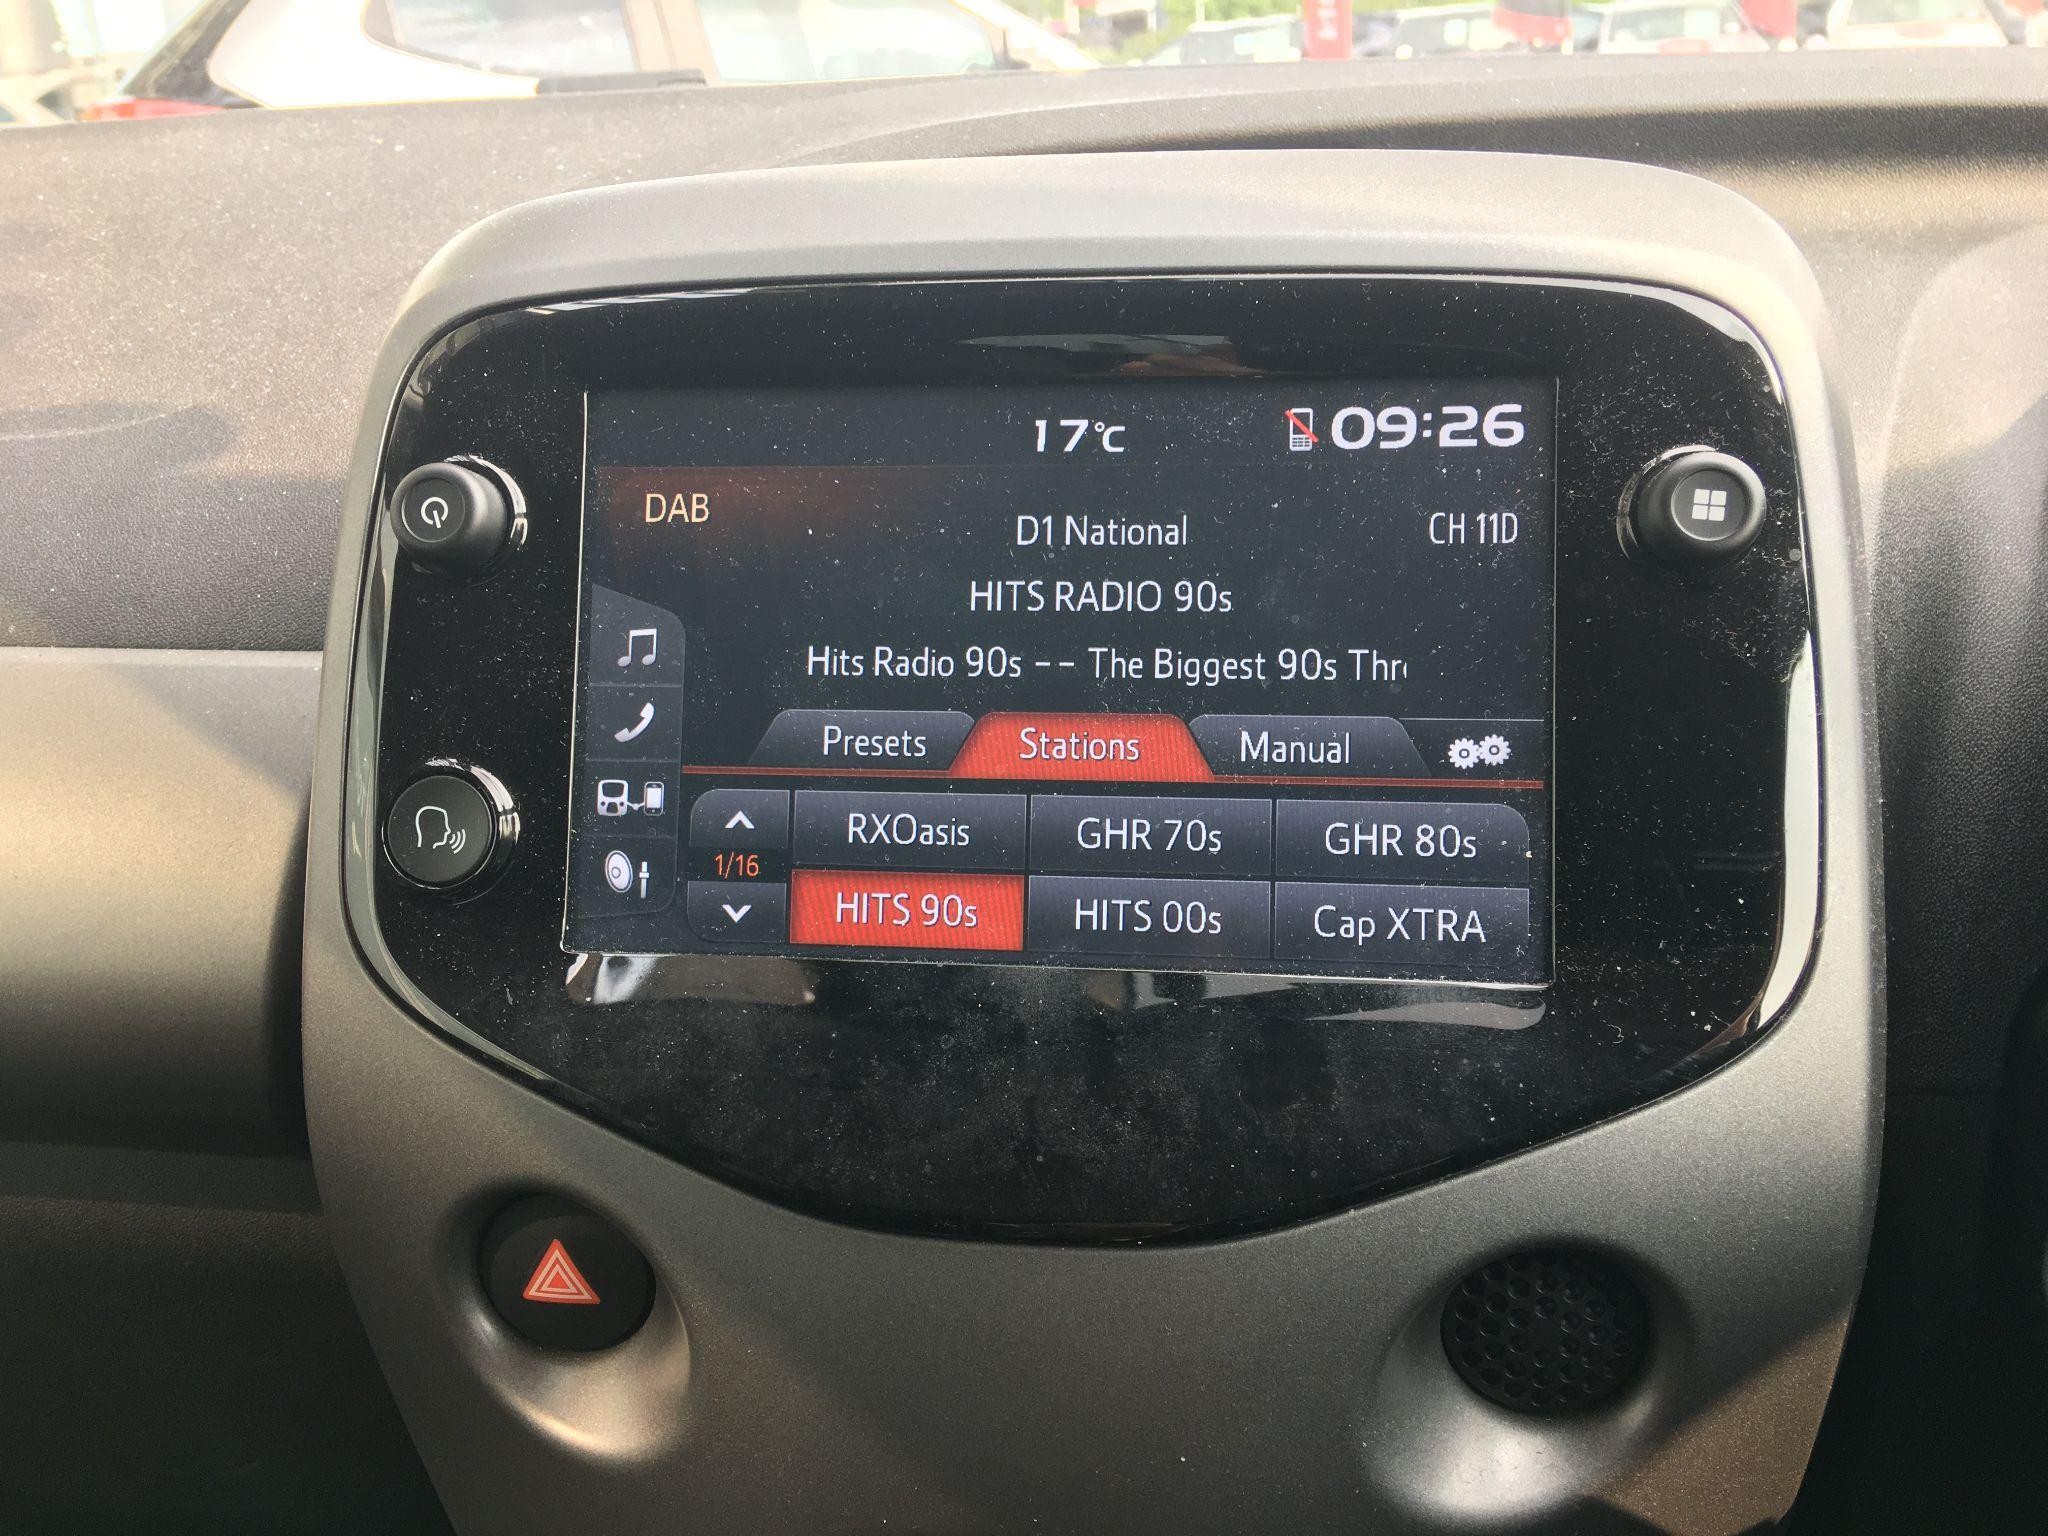 17°C 09:26
DAB
D1 National CH 11D
HITS RADIO 90s
Hits Radio 90s -- The Biggest 90s Thr
Presets Stations Manual
RXOasis GHR 70s GHR 80s
1/16
HITS 90s HITS 00s Cap XTRA